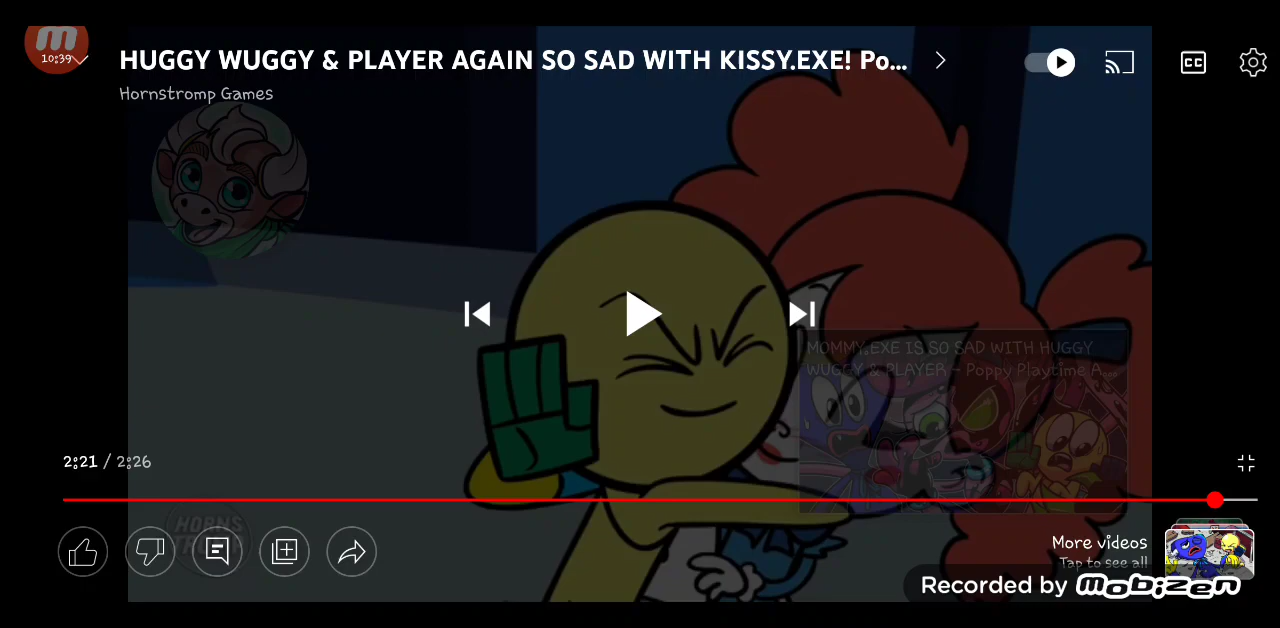 10:39
HUGGY WUGGY & PLAYER AGAIN SO SAD WITH KISSY.EXE! Po...
Hornstromp Games
CC
MOMMY.EXE IS SO SAD WITH HUGGY
WUGGY & PLAYER - Poppy Playtime A...
2:21 / 2:26
HORNS
More videos
Tap to see all
Recorded by mobizen